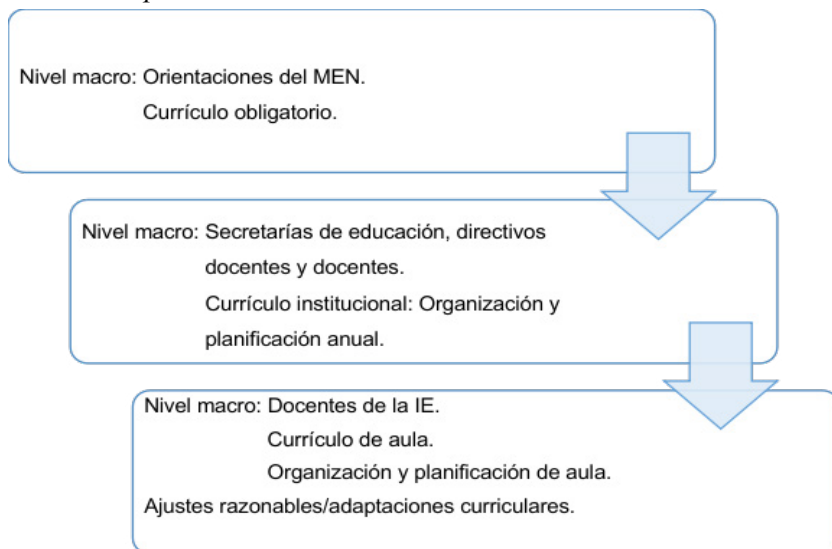 Nivel macro: Orientaciones del MEN.
Currículo obligatorio.
Nivel macro: Secretarías de educación, directivos
docentes y docentes.
Currículo institucional: Organización y
planificación anual.
Nivel macro: Docentes de la IE.
Currículo de aula.
Organización y planificación de aula.
Ajustes razonables/adaptaciones curriculares.